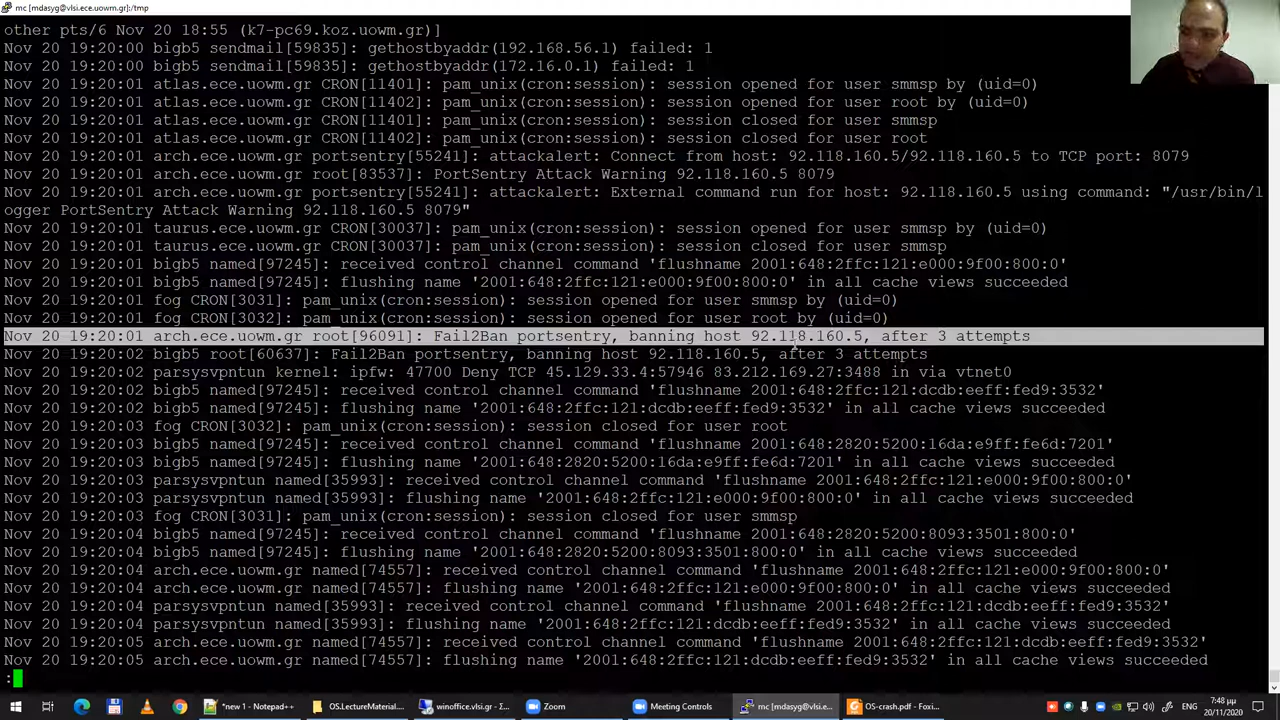 mc [mdasyg@vlsi.ece.uowm.gr]:/tmp
other pts/6 Nov 20 18:55 (k7-pc69.koz.uowm.gr)]
Nov 20 19:20:00 bigb5 sendmail[59835]: gethostbyaddr(192.168.56.1) failed: 1
Nov 20 19:20:00 bigb5 sendmail[59835]: gethostbyaddr(172.16.0.1) failed: 1
Nov 20 19:20:01 atlas.ece.uowm.gr CRON[11401]: pam_unix(cron:session): session opened for user smmsp by (uid=0)
Nov 20 19:20:01 atlas.ece.uowm.gr CRON[11402]: pam_unix(cron:session): session opened for user root by (uid=0)
Nov 20 19:20:01 atlas.ece.uowm.gr CRON[11401]: pam_unix(cron:session): session closed for user smmsp
Nov 20 19:20:01 atlas.ece.uowm.gr CRON[11402]: pam_unix(cron:session): session closed for user root
Nov 20 19:20:01 arch.ece.uowm.gr portsentry[55241]: attackalert: Connect from host: 92.118.160.5/92.118.160.5 to TCP port: 8079
Nov 20 19:20:01 arch.ece.uowm.gr root[83537]: PortSentry Attack Warning 92.118.160.5 8079
Nov 20 19:20:01 arch.ece.uowm.gr portsentry[55241]: attackalert: External command run for host: 92.118.160.5 using command: "/usr/bin/l
ogger PortSentry Attack Warning 92.118.160.5 8079"
Nov 20 19:20:01 taurus.ece.uowm.gr CRON[30037]: pam_unix(cron:session): session opened for user smmsp by (uid=0)
Nov 20 19:20:01 taurus.ece.uowm.gr CRON[30037]: pam_unix(cron:session): session closed for user smmsp
Nov 20 19:20:01 bigb5 named[97245]: received control channel command 'flushname 2001:648:2ffc:121:e000:9f00:800:0'
Nov 20 19:20:01 bigb5 named[97245]: flushing name '2001:648:2ffc:121:e000:9f00:800:0' in all cache views succeeded
Nov 20 19:20:01 fog CRON[3031]: pam_unix(cron:session): session opened for user smmsp by (uid=0)
Nov 20 19:20:01 fog CRON[3032]: pam_unix(cron:session): session opened for user root by (uid=0)
Nov 20 19:20:01 arch.ece.uowm.gr root[96091]: Fail2Ban portsentry, banning host 92.118.160.5, after 3 attempts
Nov 20 19:20:01 bigb5 root[60637]: Fail2Ban portsentry, banning host 92.118.160.5, after 3 attempts
Nov 20 19:20:02 parsysvpntun kernel: ipfw: 47700 Deny TCP 45.129.33.4:57946 83.212.169.27:3488 in via vtnet0
Nov 20 19:20:02 bigb5 named[97245]: received control channel command 'flushname 2001:648:2ffc:121:dcdb:eeff:fed9:3532'
Nov 20 19:20:02 bigb5 named[97245]: flushing name '2001:648:2ffc:121:dcdb:eeff:fed9:3532' in all cache views succeeded
Nov 20 19:20:03 fog CRON[3032]: pam_unix(cron:session): session closed for user root
Nov 20 19:20:03 bigb5 named[97245]: received control channel command 'flushname 2001:648:2820:5200:16da:e9ff:fe6d:7201'
Nov 20 19:20:03 bigb5 named[97245]: flushing name '2001:648:2820:5200:16da:e9ff:fe6d:7201' in all cache views succeeded
Nov 20 19:20:03 parsysvpntun named[35993]: received control channel command 'flushname 2001:648:2ffc:121:e000:9f00:800:0'
Nov 20 19:20:03 parsysvpntun named[35993]: flushing name '2001:648:2ffc:121:e000:9f00:800:0' in all cache views succeeded
Nov 20 19:20:03 fog CRON[3031]: pam_unix(cron:session): session closed for user smmsp
Nov 20 19:20:04 bigb5 named[97245]: received control channel command 'flushname 2001:648:2820:5200:8093:3501:800:0'
Nov 20 19:20:04 bigb5 named[97245]: flushing name '2001:648:2820:5200:8093:3501:800:0' in all cache views succeeded
Nov 20 19:20:04 arch.ece.uowm.gr named[74557]: received control channel command 'flushname 2001:648:2ffc:121:e000:9f00:800:0'
Nov 20 19:20:04 arch.ece.uowm.gr named[74557]: flushing name '2001:648:2ffc:121:e000:9f00:800:0' in all cache views succeeded
Nov 20 19:20:04 parsysvpntun named[35993]: received control channel command 'flushname 2001:648:2ffc:121:dcdb:eeff:fed9:3532'
Nov 20 19:20:04 parsysvpntun named[35993]: flushing name '2001:648:2ffc:121:dcdb:eeff:fed9:3532' in all cache views succeeded
Nov 20 19:20:05 arch.ece.uowm.gr named[74557]: received control channel command 'flushname 2001:648:2ffc:121:dcdb:eeff:fed9:3532'
Nov 20 19:20:05 arch.ece.uowm.gr named[74557]: flushing name '2001:648:2ffc:121:dcdb:eeff:fed9:3532' in all cache views succeeded
:
*new 1 - Notepad++ OS.LectureMaterial... winoffice.vlsi.gr - Σ... Zoom Meeting Controls mc [mdasyg@vlsi.e... OS-crash.pdf - Foxi... 7:48 μμ
20/11/2020